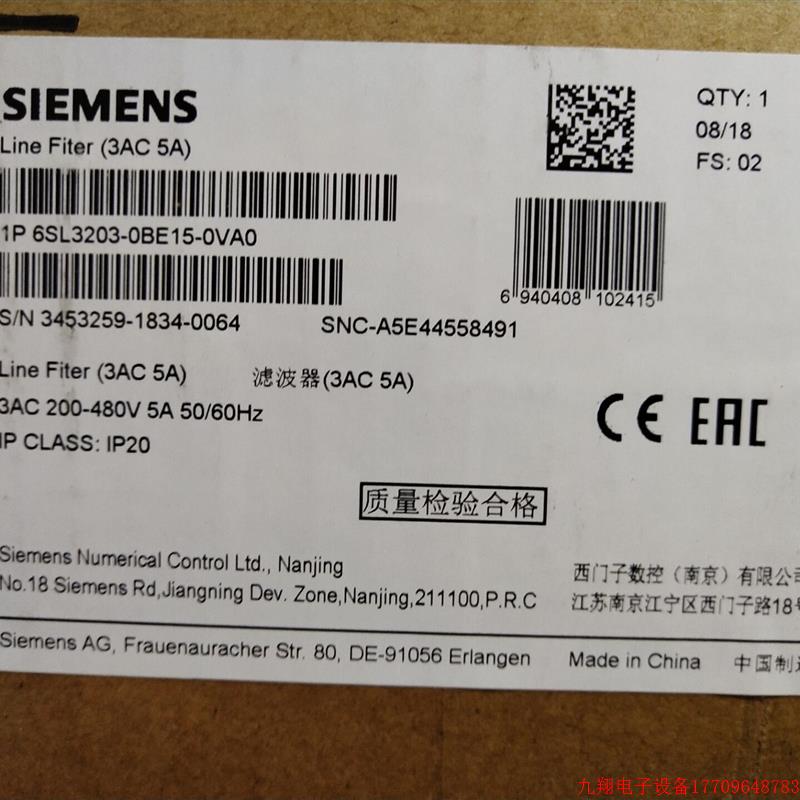 SIEMENS
Line Fiter (3AC 5A)
QTY: 1
08/18
FS: 02
1P 6SL3203-0BE15-0VA0
6 940408 102415
S/N 3453259-1834-0064
SNC-A5E44558491
Line Fiter (3AC 5A)
滤波器(3AC 5A)
3AC 200-480V 5A 50/60Hz
IP CLASS: IP20
CE EAC
质量检验合格
Siemens Numerical Control Ltd., Nanjing
No.18 Siemens Rd,Jiangning Dev. Zone,Nanjing,211100,P.R.C
西门子数控（南京）有限公司
江苏南京江宁区西门子路18号
Siemens AG, Frauenauracher Str. 80, DE-91056 Erlangen
Made in China
中国制造
九翔电子设备17709648783